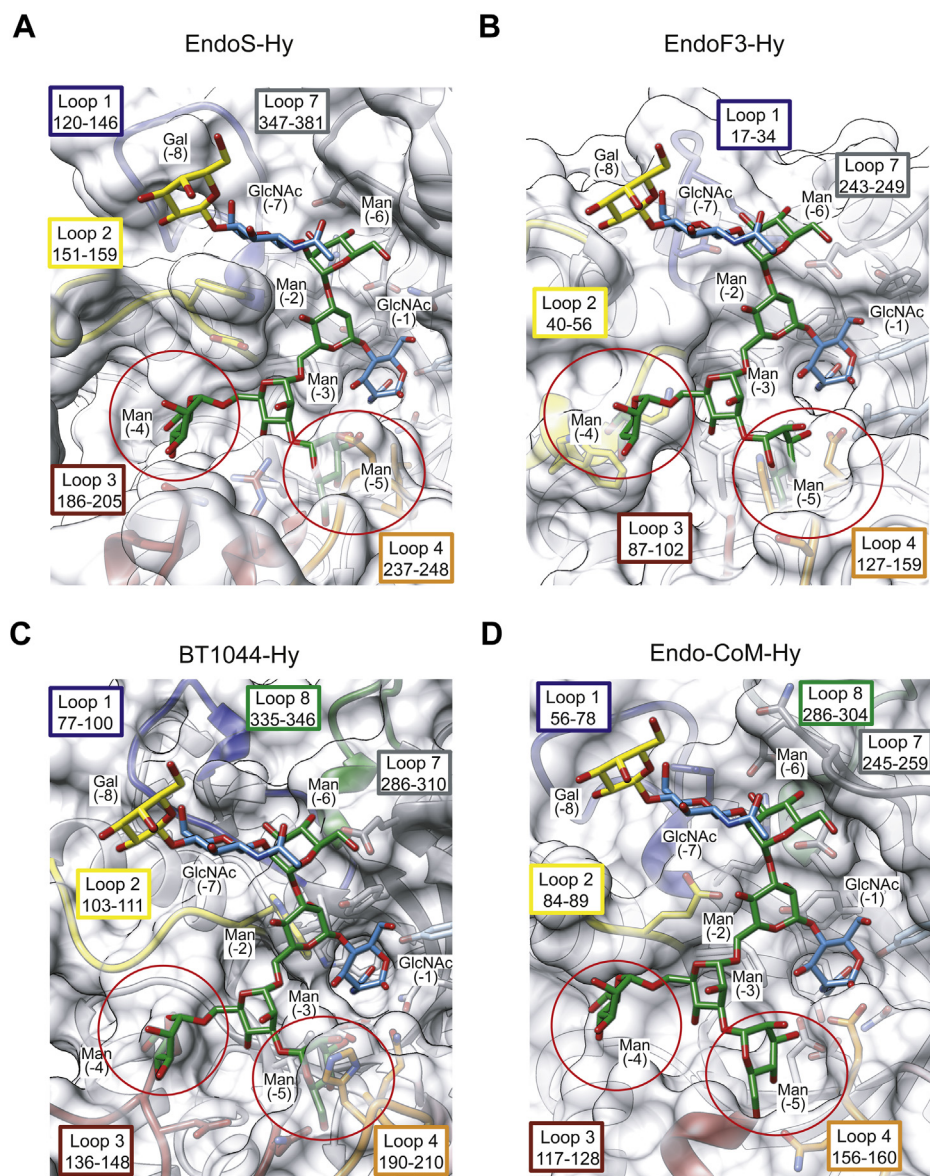 A
EndoS-Hy
Loop 1
120-146
Loop 7
347-381
Gal
(-8)
GlcNAc
(-7)
Man
(-6)
Loop 2
151-159
Man
(-2)
GlcNAc
(-1)
Man
(-3)
Man
(-4)
Man
(-5)
Loop 3
186-205
Loop 4
237-248
B
EndoF3-Hy
Loop 1
17-34
Gal
(-8)
Loop 7
243-249
GlcNAc
(-7)
Man
(-6)
Man
(-2)
Loop 2
40-56
GlcNAc
(-1)
Man
(-3)
Man
(-4)
Man
(-5)
Loop 3
87-102
Loop 4
127-159
C
BT1044-Hy
Loop 1
77-100
Loop 8
335-346
Loop 7
286-310
Gal
(-8)
Man
(-6)
GlcNAc
(-7)
Loop 2
103-111
Man
(-2)
GlcNAc
(-1)
Man
(-3)
Man
(-4)
Man
(-5)
Loop 3
136-148
Loop 4
190-210
D
Endo-CoM-Hy
Loop 1
56-78
Loop 8
286-304
Loop 7
245-259
Man
(-6)
Gal
(-8)
GlcNAc
(-7)
Loop 2
84-89
GlcNAc
(-1)
Man
(-2)
Man
(-3)
Man
(-4)
Man
(-5)
Loop 3
117-128
Loop 4
156-160